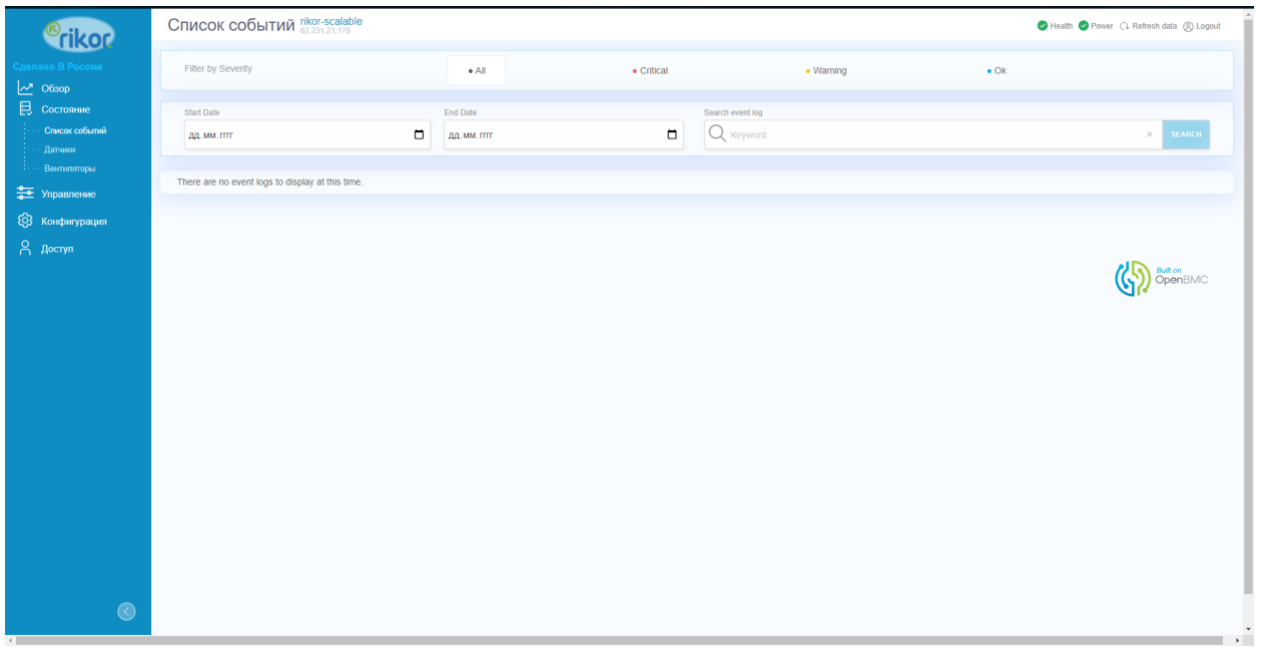 rikor
Сделано В России
Обзор
Состояние
Список событий
Датчики
Вентиляторы
Управление
Конфигурация
Доступ
Список событий rikor-scalable
62.231.21.170
Health Power Refresh data Logout
Filter by Severity All Critical Warning Ok
Start Date End Date Search event log
дд.мм.гггг дд.мм.гггг Keyword × SEARCH
There are no event logs to display at this time.
Built on
OpenBMC